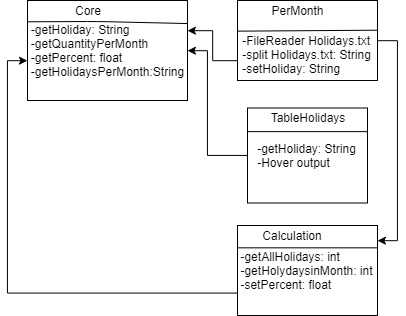 Core
-getHoliday: String
-getQuantityPerMonth
-getPercent: float
-getHolidaysPerMonth:String
PerMonth
-FileReader Holidays.txt
-split Holidays.txt: String
-setHoliday: String
TableHolidays
-getHoliday: String
-Hover output
Calculation
-getAllHolidays: int
-getHolydaysinMonth: int
-setPercent: float